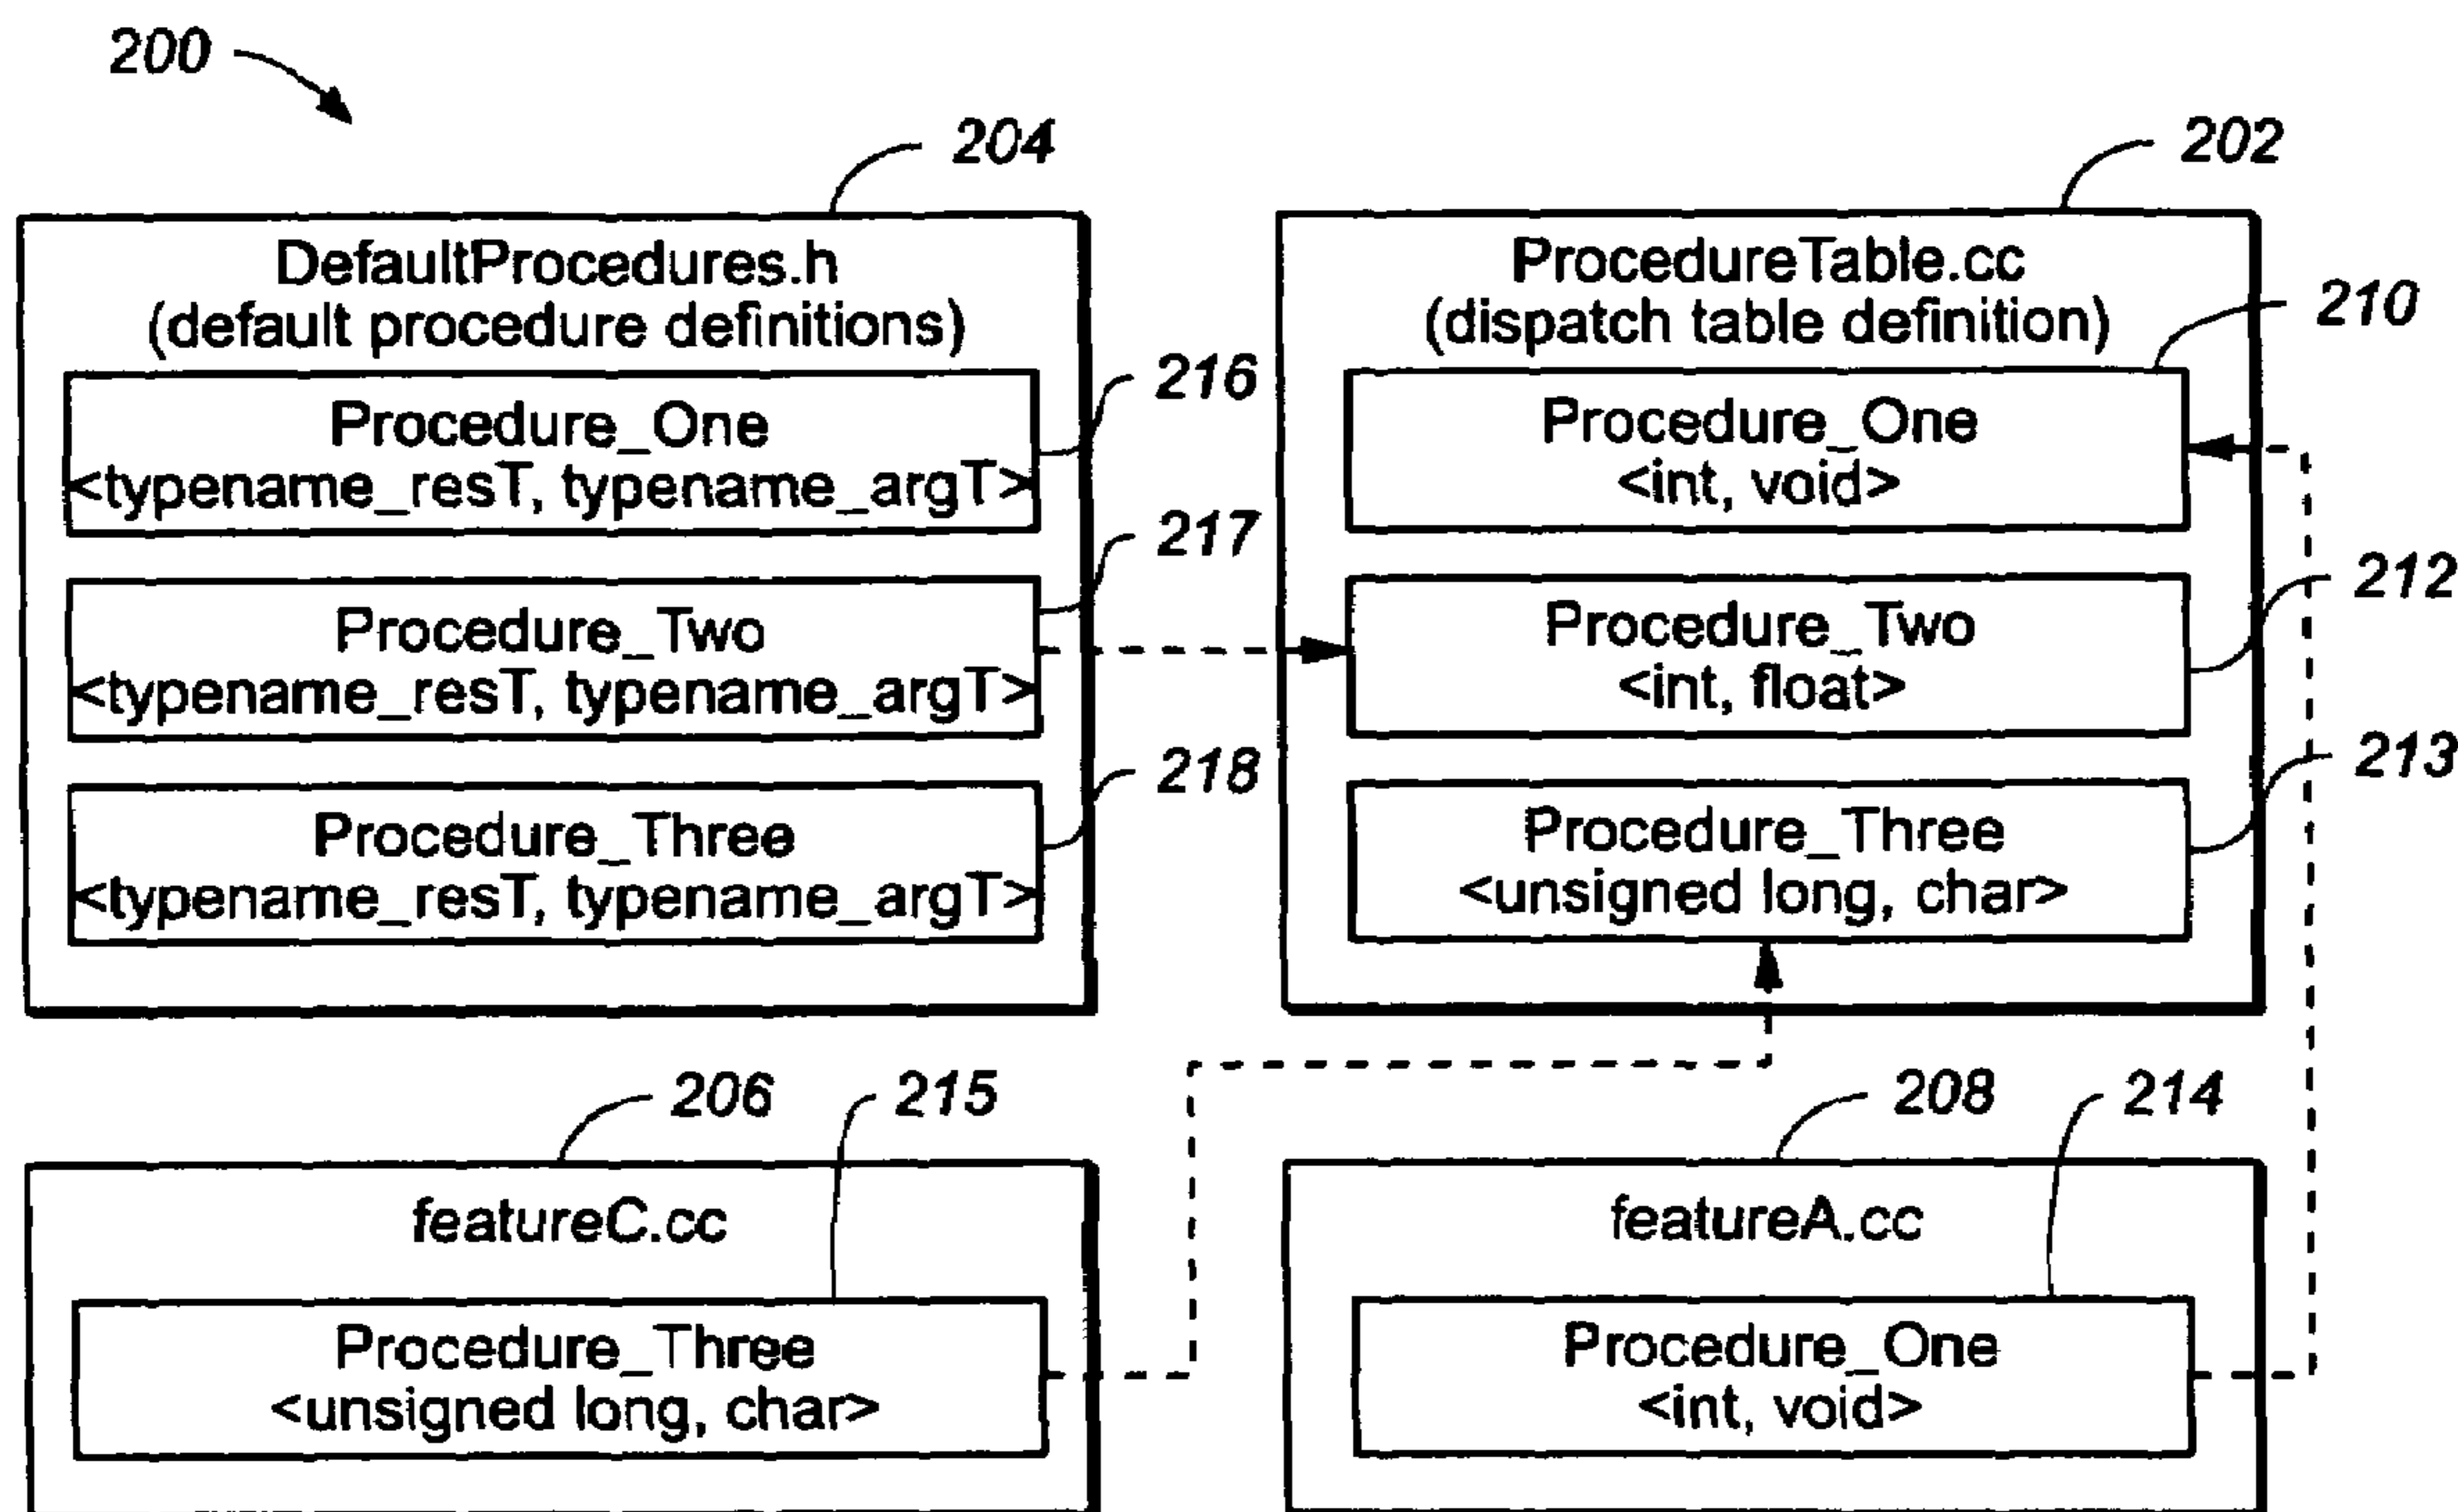 200
204
DefaultProcedures.h
(default procedure definitions)
216
Procedure_One
<typename_resT, typename_argT>
217
Procedure_Two
<typename_resT, typename_argT>
218
Procedure_Three
<typename_resT, typename_argT>
202
ProcedureTable.cc
(dispatch table definition)
210
Procedure_One
<int, void>
212
Procedure_Two
<int, float>
213
Procedure_Three
<unsigned long, char>
206
215
featureC.cc
Procedure_Three
<unsigned long, char>
208
214
featureA.cc
Procedure_One
<int, void>